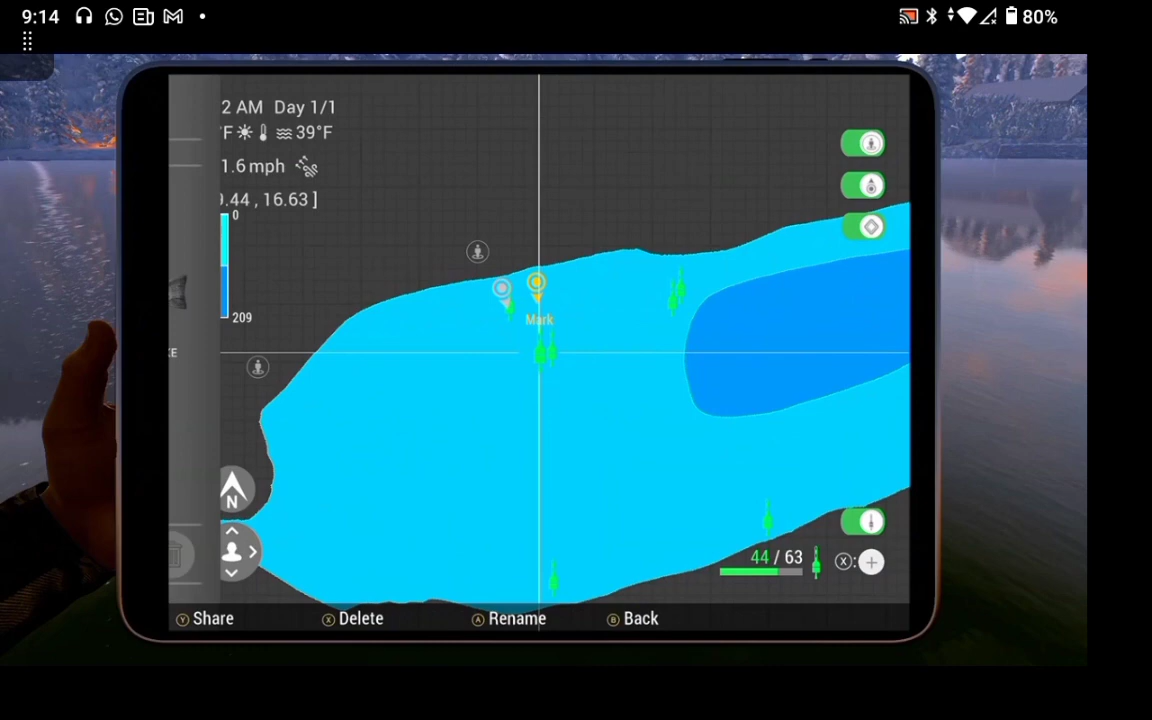 9:14
80%
2 AM Day 1/1
°F 39°F
1.6 mph
.44 , 16.63 ]
0
209
KE
Mark
N
44 / 63
X : +
Y Share
X Delete
A Rename
B Back